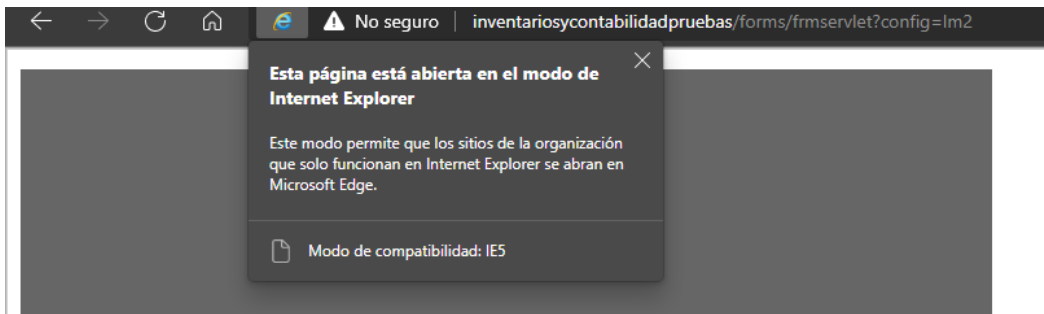 No seguro | inventariosycontabilidadpruebas/forms/frmservlet?config=lm2
Esta página está abierta en el modo de
Internet Explorer
Este modo permite que los sitios de la organización
que solo funcionan en Internet Explorer se abran en
Microsoft Edge.
Modo de compatibilidad: IE5